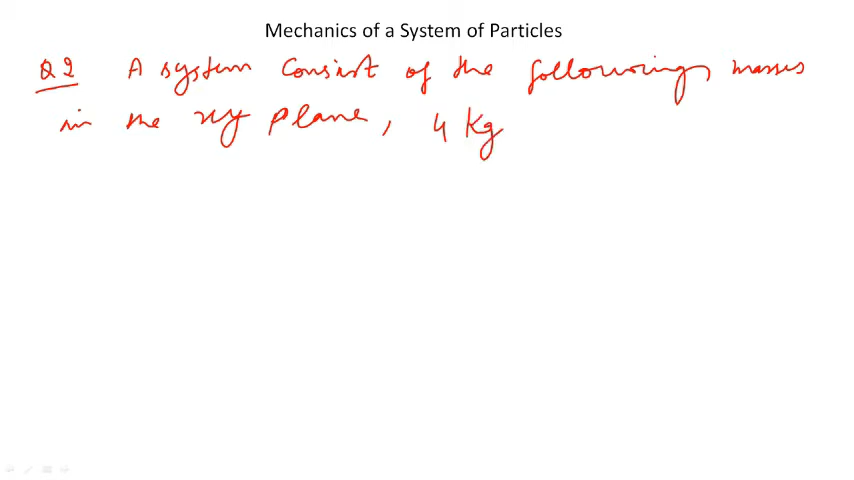 Mechanics of a System of Particles
Q2 A system consist of the following masses
in the xy plane, 4 Kg